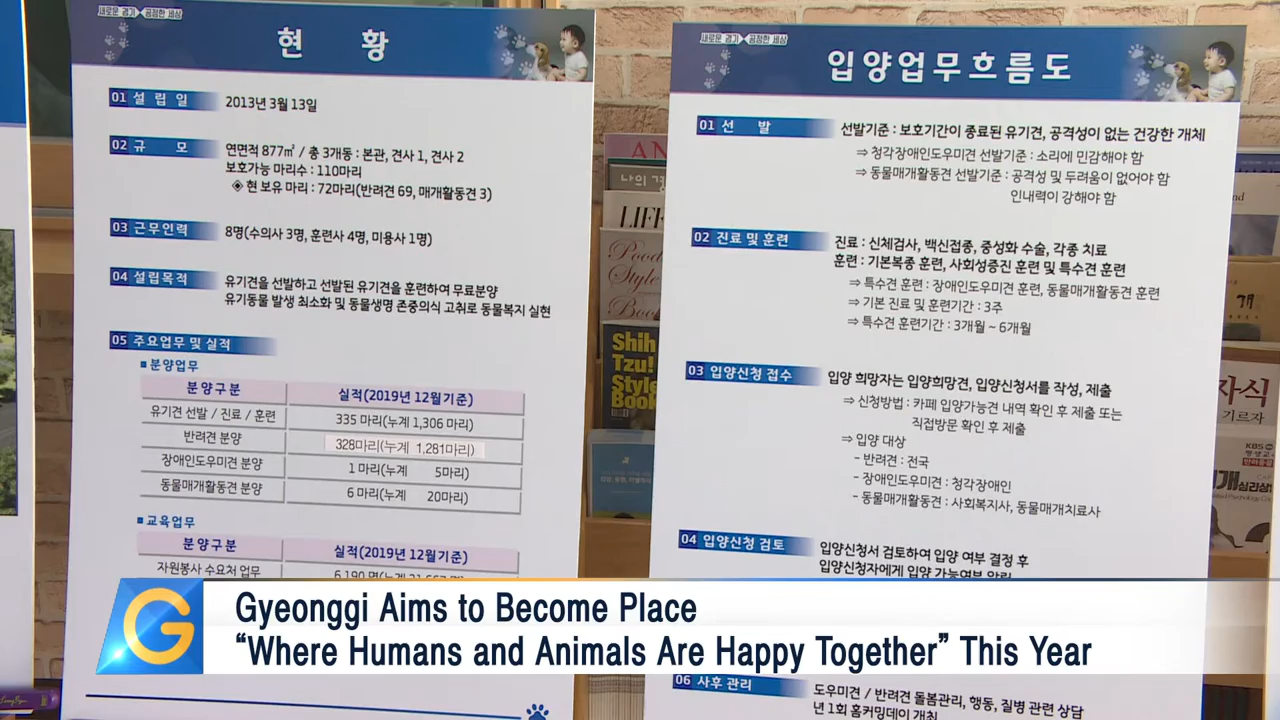 새로운 경기 공정한 세상
현 황
01 설 립 일
2013년 3월 13일
02 규 모
연면적 877㎡ / 총 3개동 : 본관, 견사 1, 견사 2
보호가능 마리수 : 110마리
◈ 현 보유 마리 : 72마리(반려견 69, 매개활동견 3)
03 근무인력
8명(수의사 3명, 훈련사 4명, 미용사 1명)
04 설립목적
유기견을 선발하고 선발된 유기견을 훈련하여 무료분양
유기동물 발생 최소화 및 동물생명 존중의식 고취로 동물복지 실현
05 주요업무 및 실적
■ 분양업무
분양구분 실적(2019년 12월기준)
유기견 선발 / 진료 / 훈련 335 마리(누계 1,306 마리)
반려견 분양 328마리(누계 1,281마리)
장애인도우미견 분양 1 마리(누계 5마리)
동물매개활동견 분양 6 마리(누계 20마리)
■ 교육업무
분양구분 실적(2019년 12월기준)
자원봉사 수요처 업무
새로운 경기 공정한 세상
입양업무흐름도
01 선 발
선발기준 : 보호기간이 종료된 유기견, 공격성이 없는 건강한 개체
⇒ 청각장애인도우미견 선발기준 : 소리에 민감해야 함
⇒ 동물매개활동견 선발기준 : 공격성 및 두려움이 없어야 함
인내력이 강해야 함
02 진료 및 훈련
진료 : 신체검사, 백신접종, 중성화 수술, 각종 치료
훈련 : 기본복종 훈련, 사회성증진 훈련 및 특수견 훈련
⇒ 특수견 훈련 : 장애인도우미견 훈련, 동물매개활동견 훈련
⇒ 기본 진료 및 훈련기간 : 3주
⇒ 특수견 훈련기간 : 3개월 ~ 6개월
03 입양신청 접수
입양 희망자는 입양희망견, 입양신청서를 작성, 제출
⇒ 신청방법 : 카페 입양가능견 내역 확인 후 제출 또는
직접방문 확인 후 제출
⇒ 입양 대상
- 반려견 : 전국
- 장애인도우미견 : 청각장애인
- 동물매개활동견 : 사회복지사, 동물매개치료사
04 입양신청 검토
입양신청서 검토하여 입양 여부 결정 후
입양신청자에게 입양 가능여부 알림
06 사후 관리
도우미견 / 반려견 돌봄관리, 행동, 질병 관련 상담
년 1회 홈커밍데이 개최
나의
LIFE
Style
Shih
Tzu!
Style
Book
자식
기르자
KBS
G
Gyeonggi Aims to Become Place
“Where Humans and Animals Are Happy Together” This Year